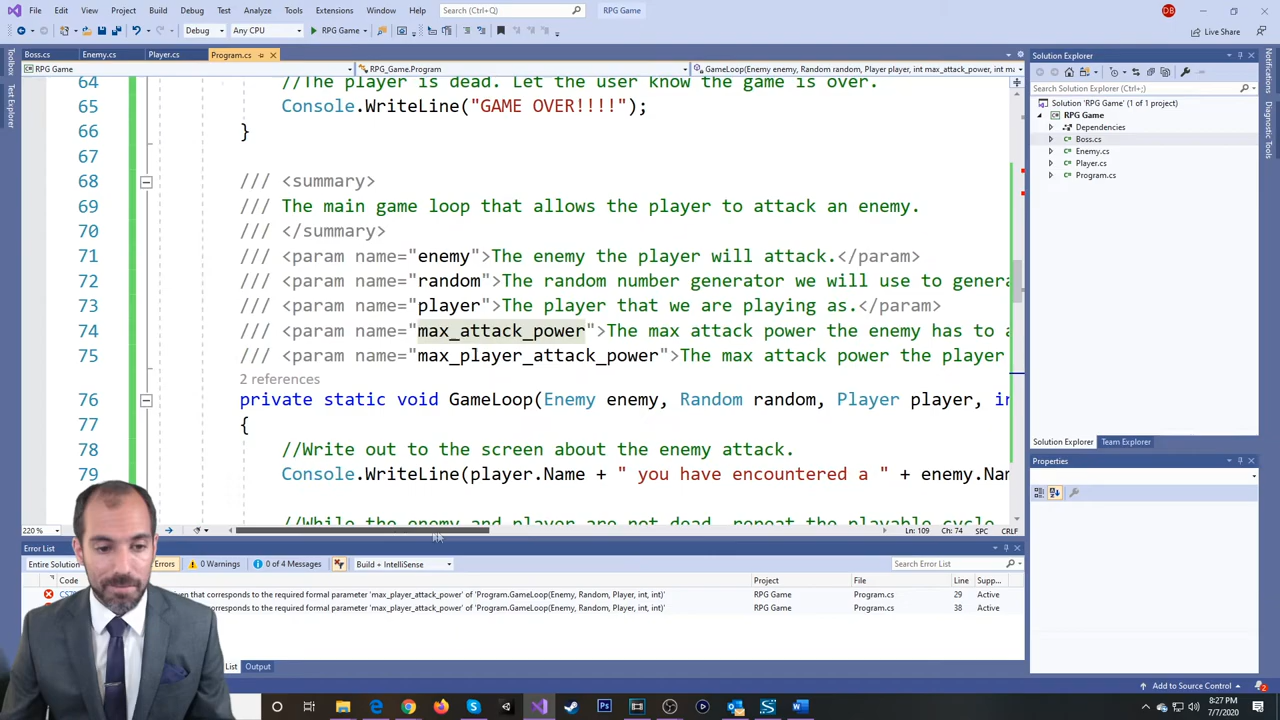 File Edit View Project Build Debug Test Analyze Tools Extensions Window Help Search (Ctrl+Q) RPG Game DB
Debug Any CPU RPG Game Live Share
Boss.cs Enemy.cs Player.cs Program.cs
RPG Game RPG_Game.Program GameLoop(Enemy enemy, Random random, Player player, int max_attack_power, int ma
Toolbox
Test Explorer
64 //The player is dead. Let the user know the game is over.
65 Console.WriteLine("GAME OVER!!!!");
66 }
67
68 /// <summary>
69 /// The main game loop that allows the player to attack an enemy.
70 /// </summary>
71 /// <param name="enemy">The enemy the player will attack.</param>
72 /// <param name="random">The random number generator we will use to genera
73 /// <param name="player">The player that we are playing as.</param>
74 /// <param name="max_attack_power">The max attack power the enemy has to a
75 /// <param name="max_player_attack_power">The max attack power the player
2 references
76 private static void GameLoop(Enemy enemy, Random random, Player player, in
77 {
78 //Write out to the screen about the enemy attack.
79 Console.WriteLine(player.Name + " you have encountered a " + enemy.Nam
//While the enemy and player are not dead, repeat the playable cycle
220 % Ln: 109 Ch: 74 SPC CRLF
Error List
Entire Solution Errors 0 Warnings 0 of 4 Messages Build + IntelliSense Search Error List
Code Project File Line Supp...
that corresponds to the required formal parameter 'max_player_attack_power' of 'Program.GameLoop(Enemy, Random, Player, int, int)' RPG Game Program.cs 29 Active
corresponds to the required formal parameter 'max_player_attack_power' of 'Program.GameLoop(Enemy, Random, Player, int, int)' RPG Game Program.cs 38 Active
List Output
Solution Explorer
Search Solution Explorer (Ctrl+;)
Solution 'RPG Game' (1 of 1 project)
RPG Game
Dependencies
Boss.cs
Enemy.cs
Player.cs
Program.cs
Solution Explorer Team Explorer
Properties
Notifications
Diagnostic Tools
Add to Source Control 2
8:27 PM
7/7/2020